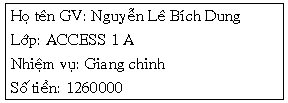 Họ tên GV: Nguyễn Lê Bích Dung
Lớp: ACCESS 1 A
Nhiệm vụ: Giang chinh
Số tiền: 1260000